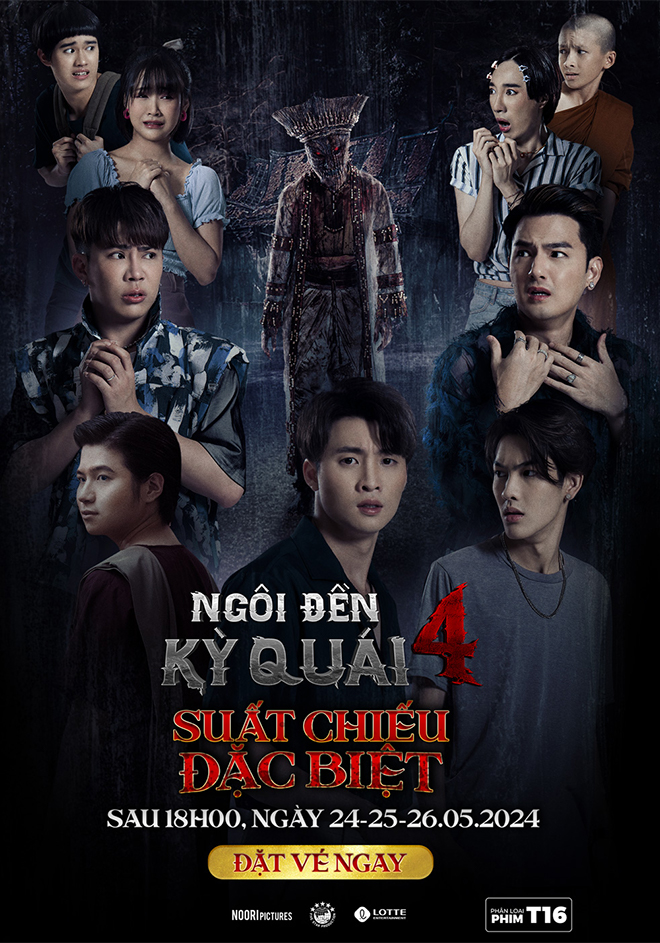 NGÔI ĐỀN
KỲ QUÁI 4
SUẤT CHIẾU
ĐẶC BIỆT
SAU 18H00, NGÀY 24-25-26.05.2024
ĐẶT VÉ NGAY
NOORI PICTURES
LOTTE
ENTERTAINMENT
PHÂN LOẠI
PHIM T16